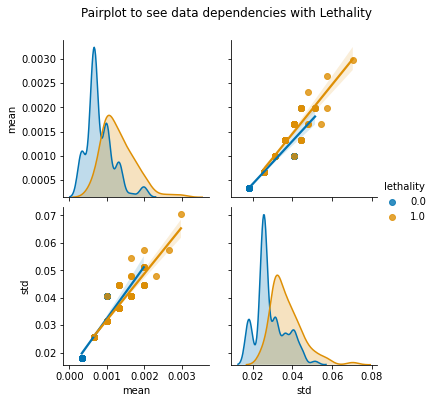 Pairplot to see data dependencies with Lethality
0.0030
0.0025
0.0020
0.0015
0.0010
0.0005
mean
lethality
0.0
1.0
0.07
0.06
0.05
0.04
0.03
0.02
std
0.000 0.001 0.002 0.003
mean
0.02 0.04 0.06 0.08
std